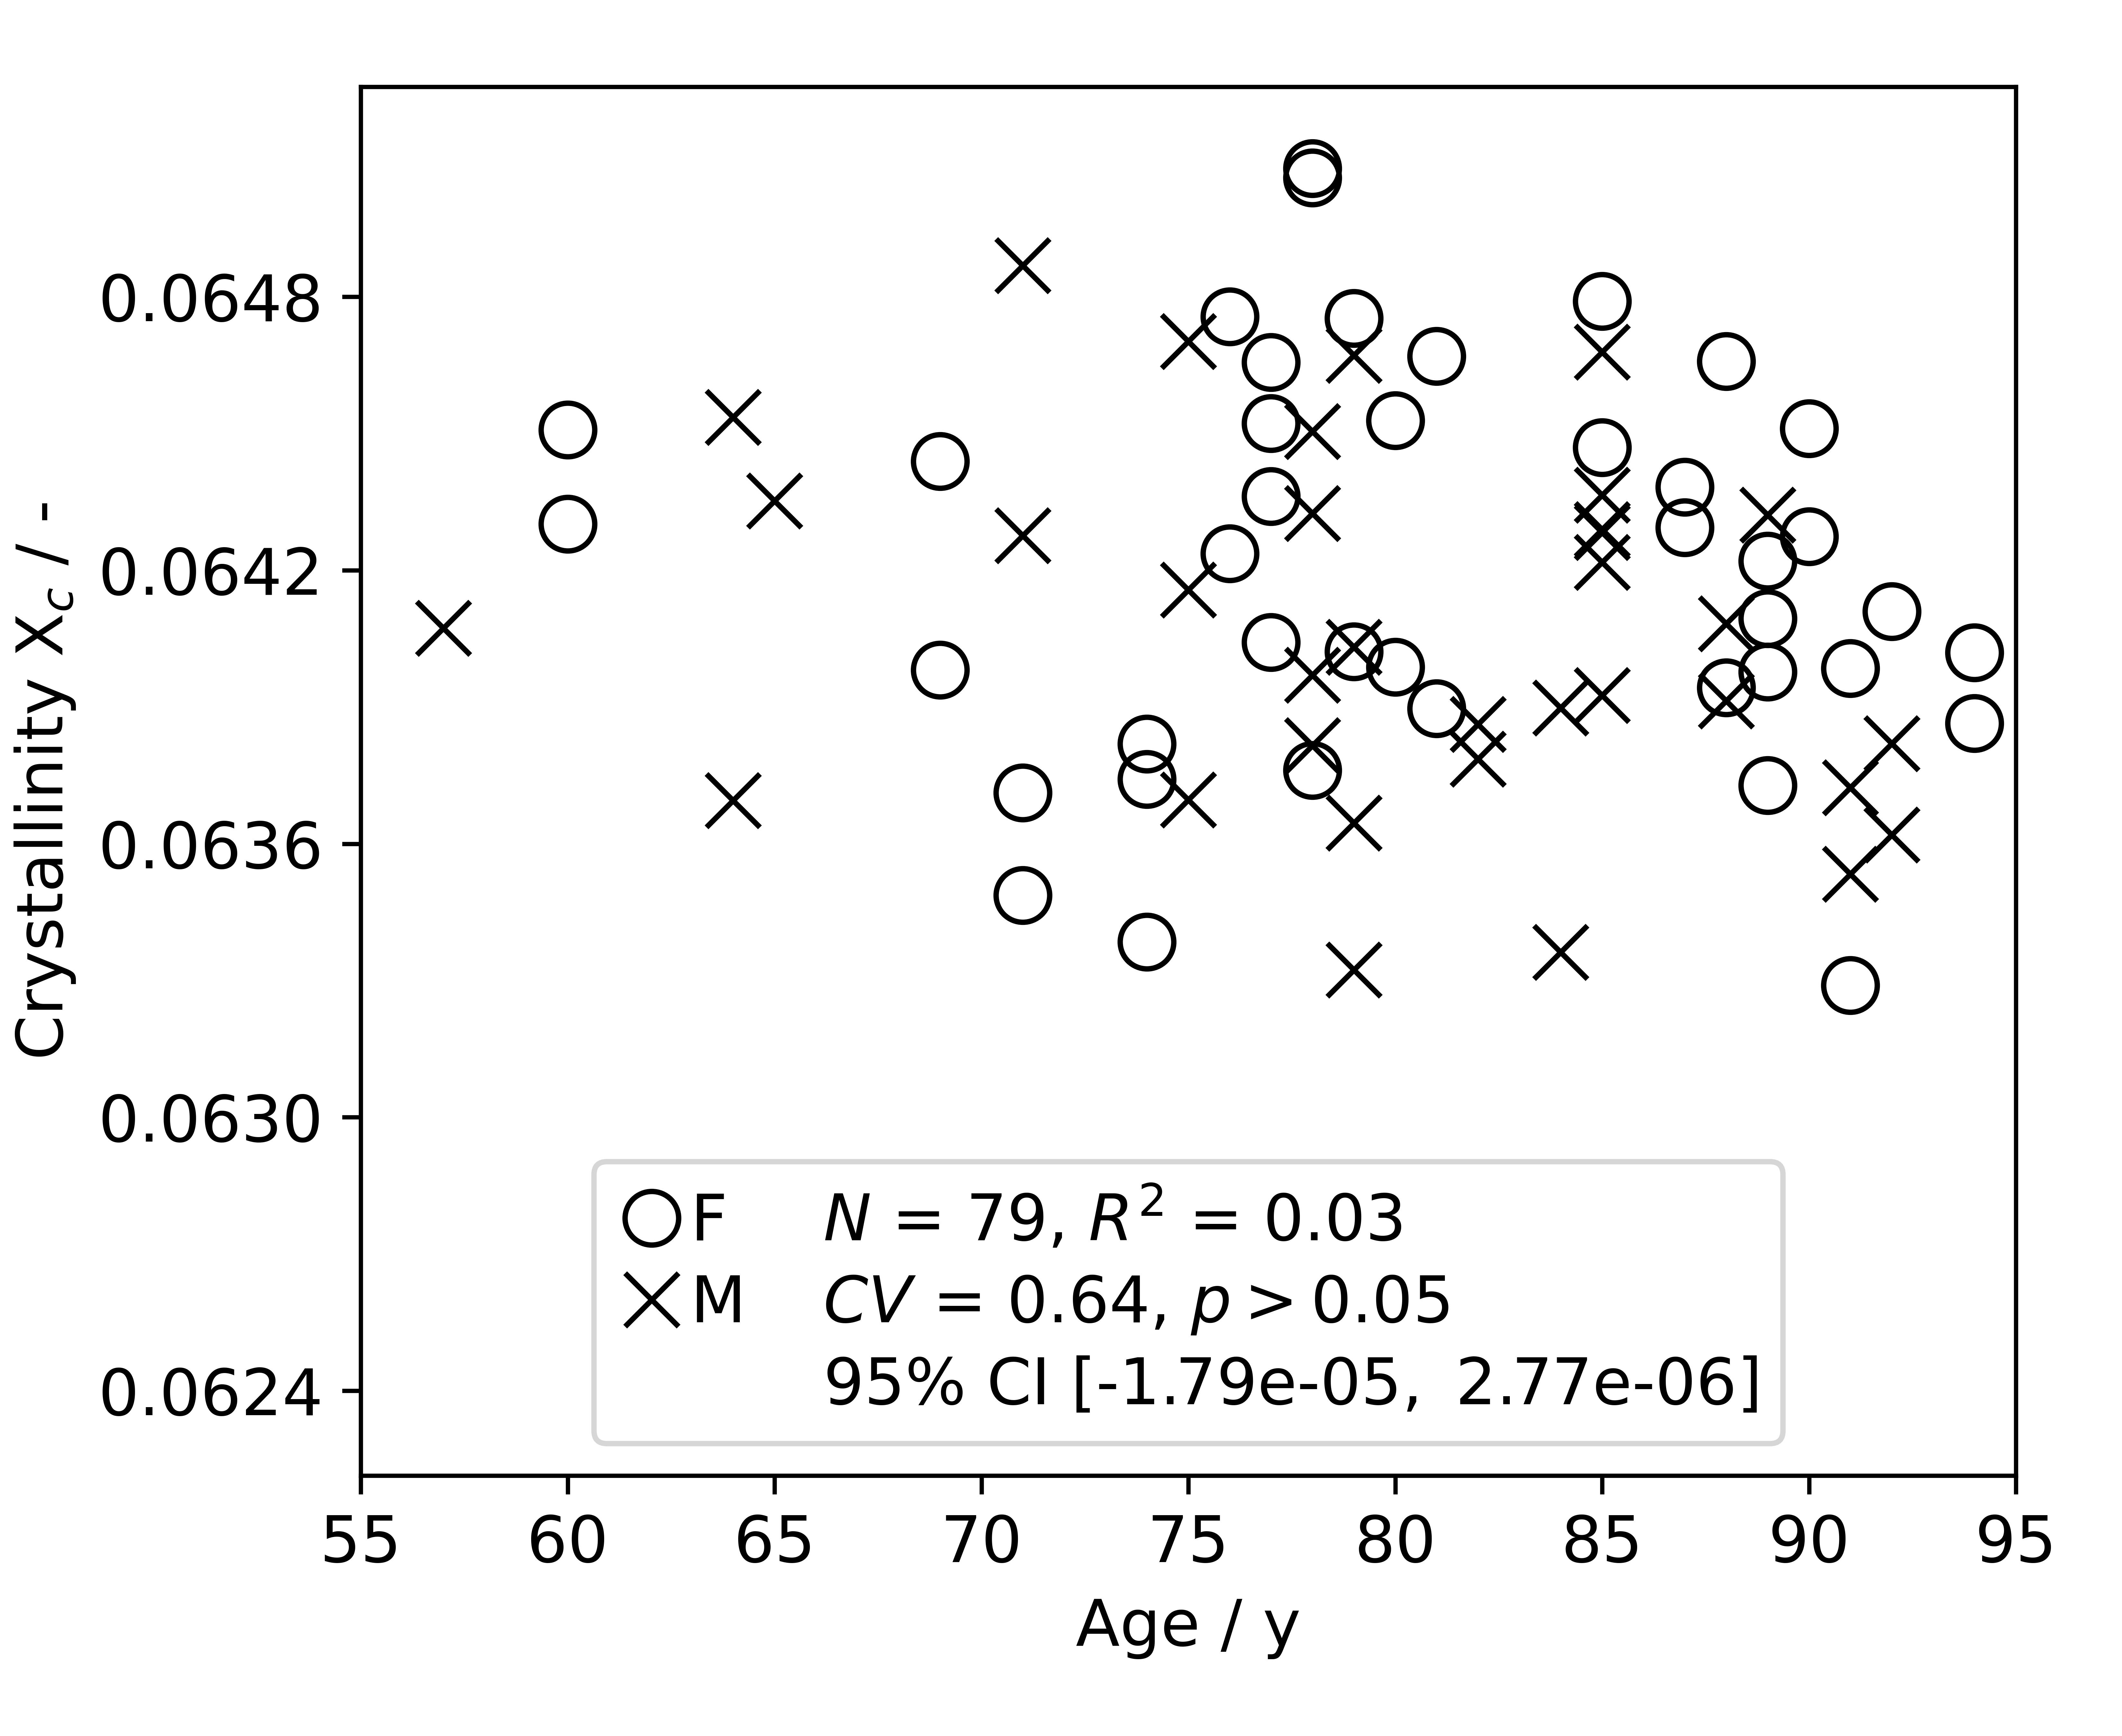 Crystallinity X_c / -
0.0648
0.0642
0.0636
0.0630
0.0624
F N = 79, R² = 0.03
M CV = 0.64, p > 0.05
95% CI [-1.79e-05, 2.77e-06]
55 60 65 70 75 80 85 90 95
Age / y